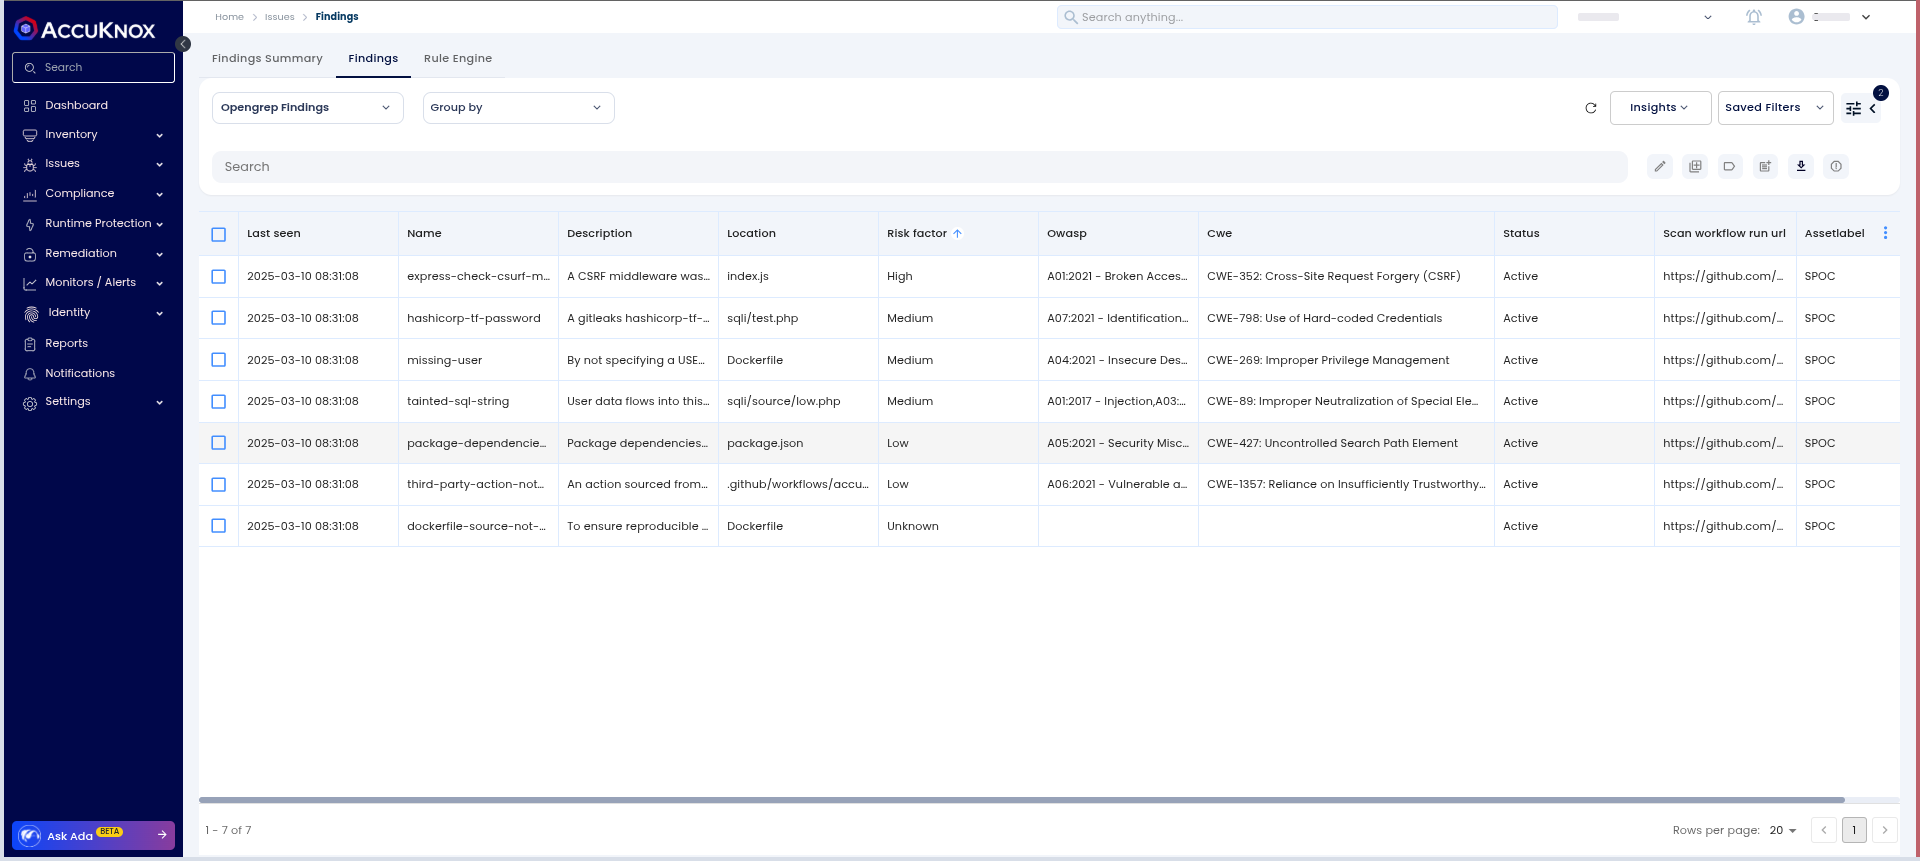 ACCUKNOX
Search
Dashboard
Inventory
Issues
Compliance
Runtime Protection
Remediation
Monitors / Alerts
Identity
Reports
Notifications
Settings
Ask Ada BETA
Home > Issues > Findings
Search anything...
Findings Summary Findings Rule Engine
Opengrep Findings Group by Insights Saved Filters 2
Search
Last seen Name Description Location Risk factor Owasp Cwe Status Scan workflow run url Assetlabel
2025-03-10 08:31:08 express-check-csurf-m... A CSRF middleware was... index.js High A01:2021 - Broken Acces... CWE-352: Cross-Site Request Forgery (CSRF) Active https://github.com/... SPOC
2025-03-10 08:31:08 hashicorp-tf-password A gitleaks hashicorp-tf-... sqli/test.php Medium A07:2021 - Identification... CWE-798: Use of Hard-coded Credentials Active https://github.com/... SPOC
2025-03-10 08:31:08 missing-user By not specifying a USE... Dockerfile Medium A04:2021 - Insecure Des... CWE-269: Improper Privilege Management Active https://github.com/... SPOC
2025-03-10 08:31:08 tainted-sql-string User data flows into this... sqli/source/low.php Medium A01:2017 - Injection,A03:... CWE-89: Improper Neutralization of Special Ele... Active https://github.com/... SPOC
2025-03-10 08:31:08 package-dependencie... Package dependencies... package.json Low A05:2021 - Security Misc... CWE-427: Uncontrolled Search Path Element Active https://github.com/... SPOC
2025-03-10 08:31:08 third-party-action-not... An action sourced from... .github/workflows/accu... Low A06:2021 - Vulnerable a... CWE-1357: Reliance on Insufficiently Trustworthy... Active https://github.com/... SPOC
2025-03-10 08:31:08 dockerfile-source-not-... To ensure reproducible ... Dockerfile Unknown Active https://github.com/... SPOC
1 - 7 of 7 Rows per page: 20 1